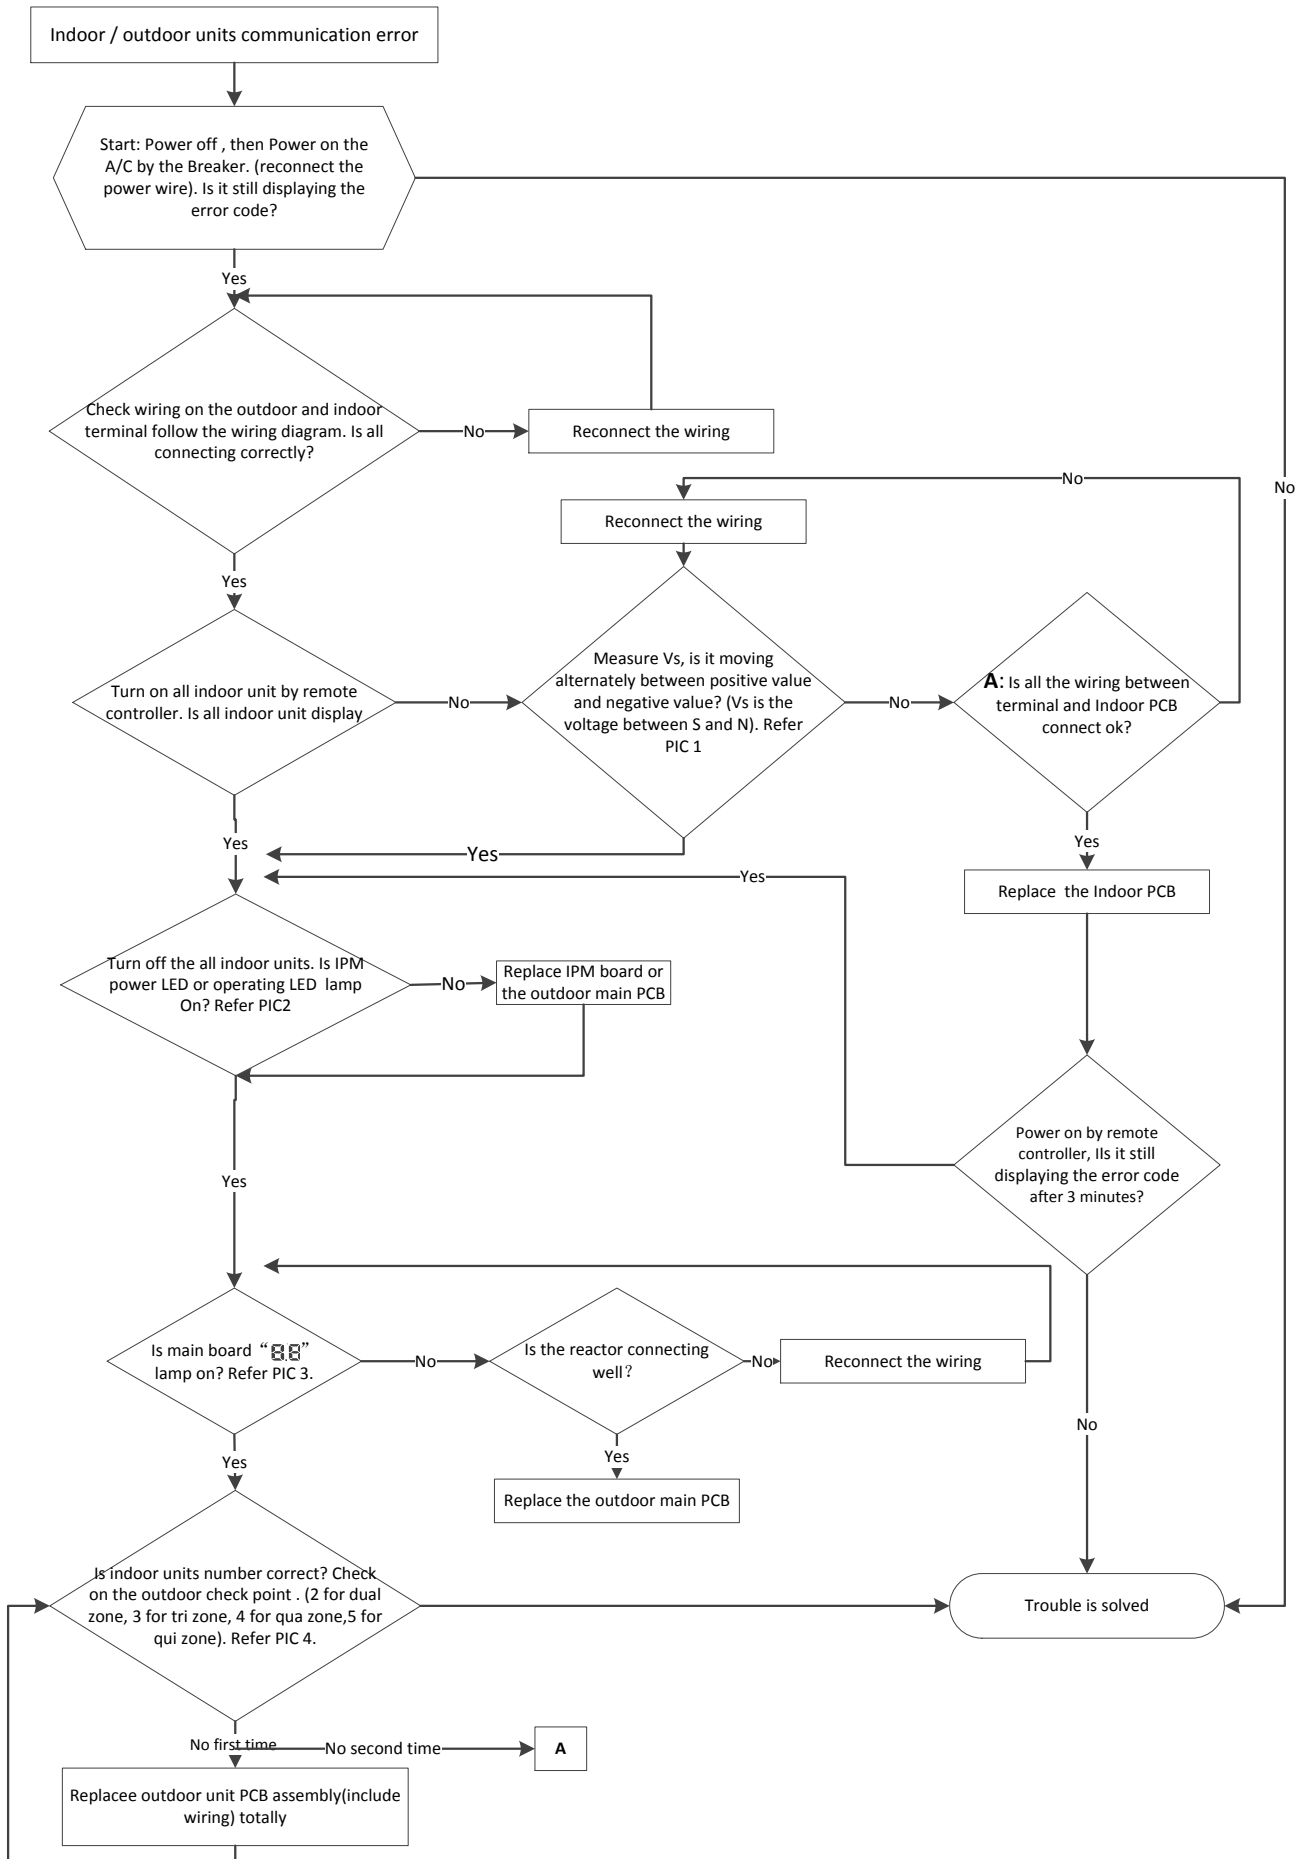 Indoor / outdoor units communication error
Start: Power off , then Power on the
A/C by the Breaker. (reconnect the
power wire). Is it still displaying the
error code?
Yes
Check wiring on the outdoor and indoor
terminal follow the wiring diagram. Is all
connecting correctly?
No
Reconnect the wiring
No
No
Reconnect the wiring
Yes
Turn on all indoor unit by remote
controller. Is all indoor unit display
No
Measure Vs, is it moving
alternately between positive value
and negative value? (Vs is the
voltage between S and N). Refer
PIC 1
No
A: Is all the wiring between
terminal and Indoor PCB
connect ok?
Yes
Yes
Yes
Yes
Replace the Indoor PCB
Turn off the all indoor units. Is IPM
power LED or operating LED lamp
On? Refer PIC2
No
Replace IPM board or
the outdoor main PCB
Power on by remote
controller, IIs it still
displaying the error code
after 3 minutes?
Yes
Is main board “8.8”
lamp on? Refer PIC 3.
No
Is the reactor connecting
well?
No
Reconnect the wiring
No
Yes
Yes
Replace the outdoor main PCB
Is indoor units number correct? Check
on the outdoor check point . (2 for dual
zone, 3 for tri zone, 4 for qua zone,5 for
qui zone). Refer PIC 4.
Trouble is solved
No first time
No second time
A
Replacee outdoor unit PCB assembly(include
wiring) totally